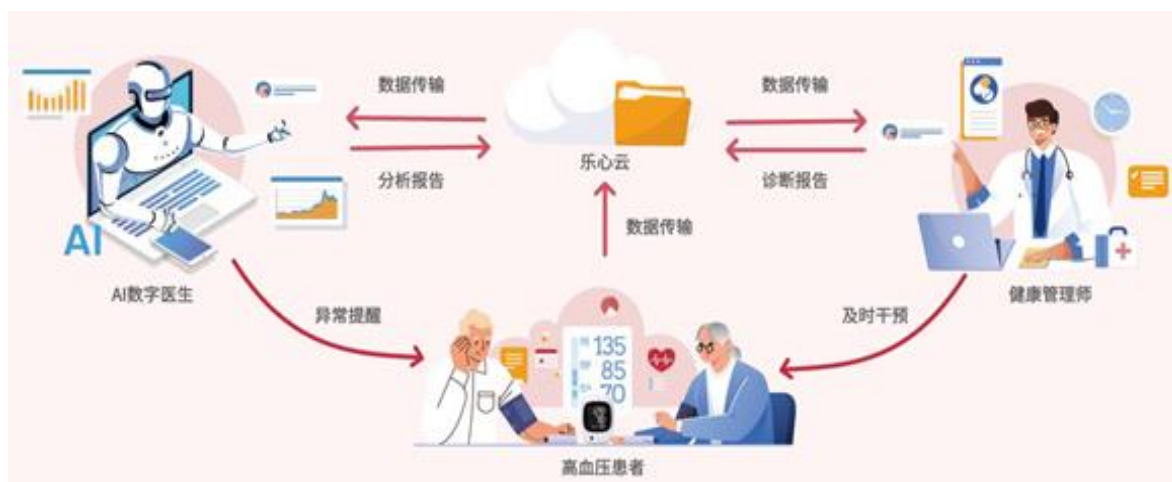 数据传输
数据传输
乐心云
分析报告
诊断报告
数据传输
AI
AI数字医生
健康管理师
异常提醒
及时干预
135
85
70
高血压患者